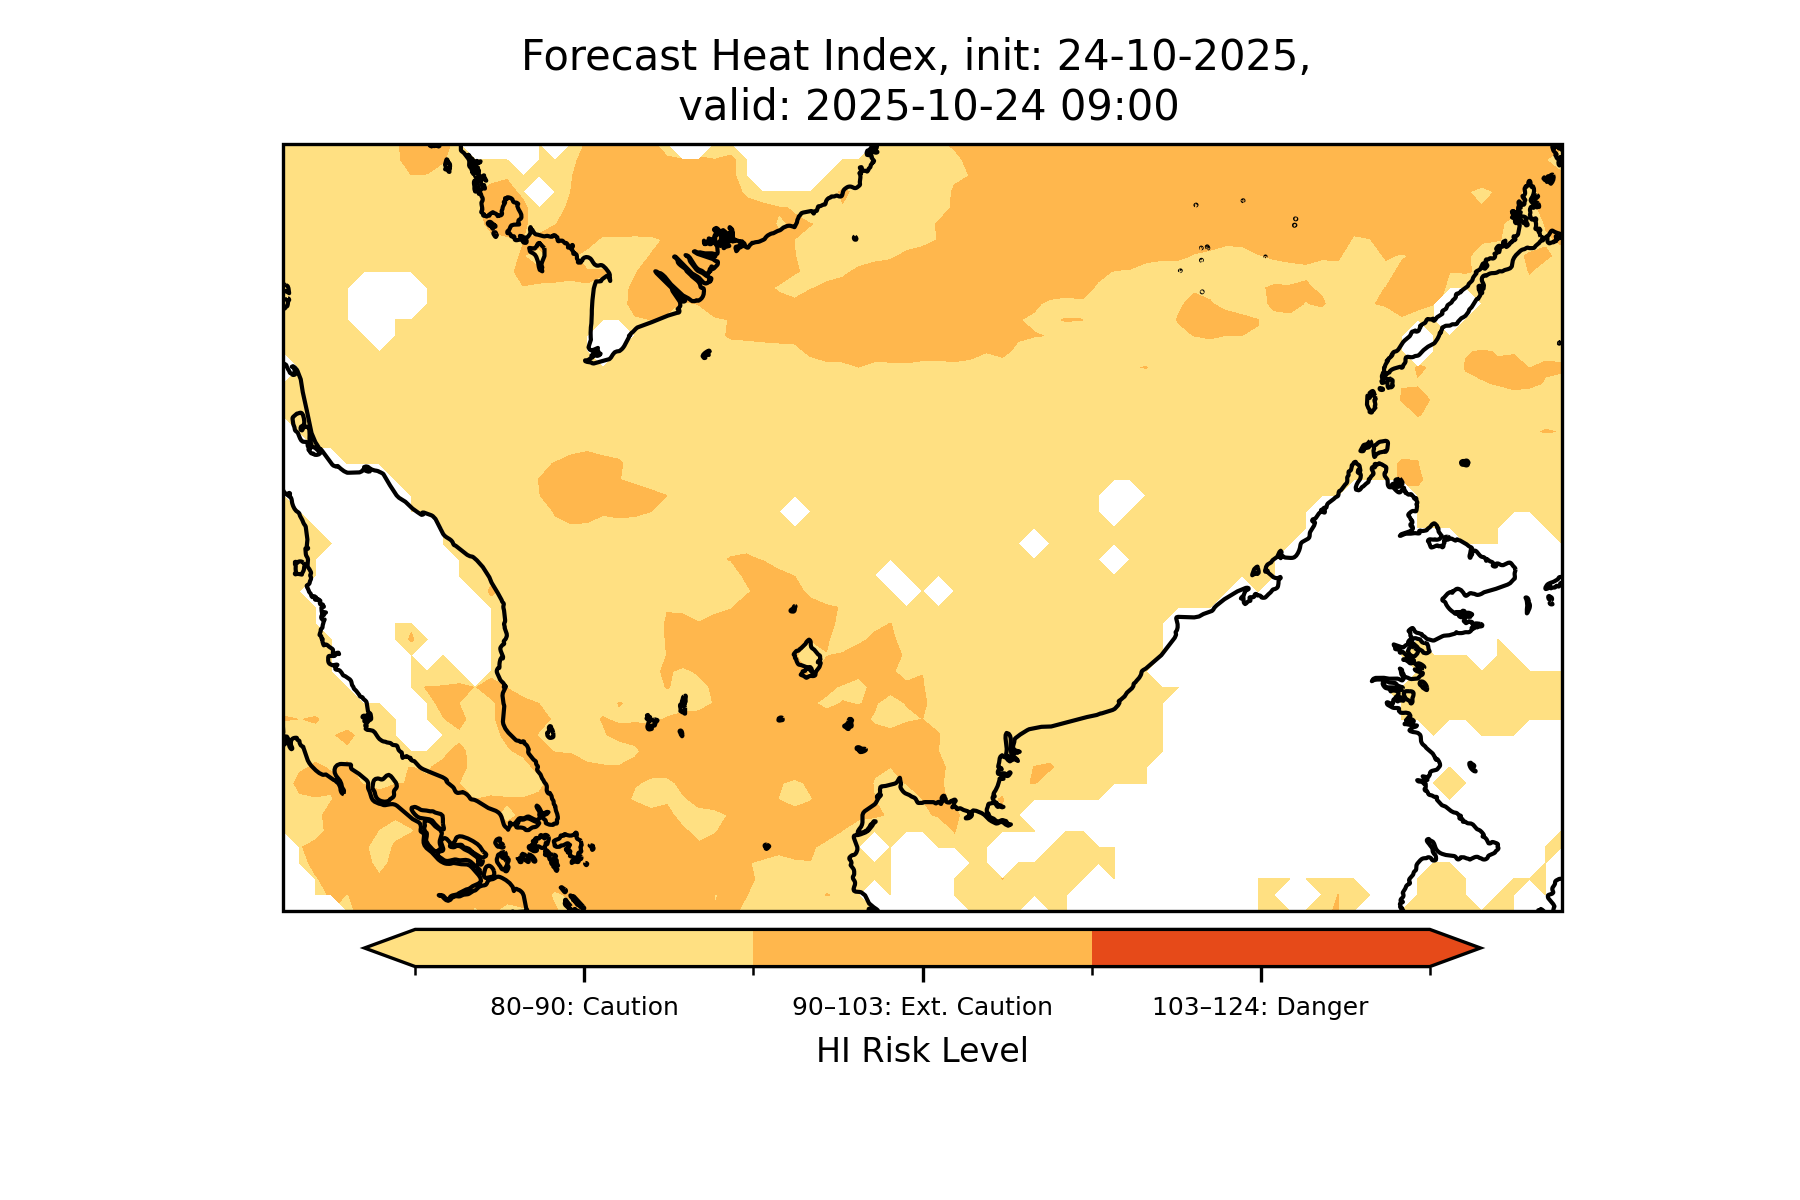 Forecast Heat Index, init: 24-10-2025,
valid: 2025-10-24 09:00
80–90: Caution
90–103: Ext. Caution
103–124: Danger
HI Risk Level